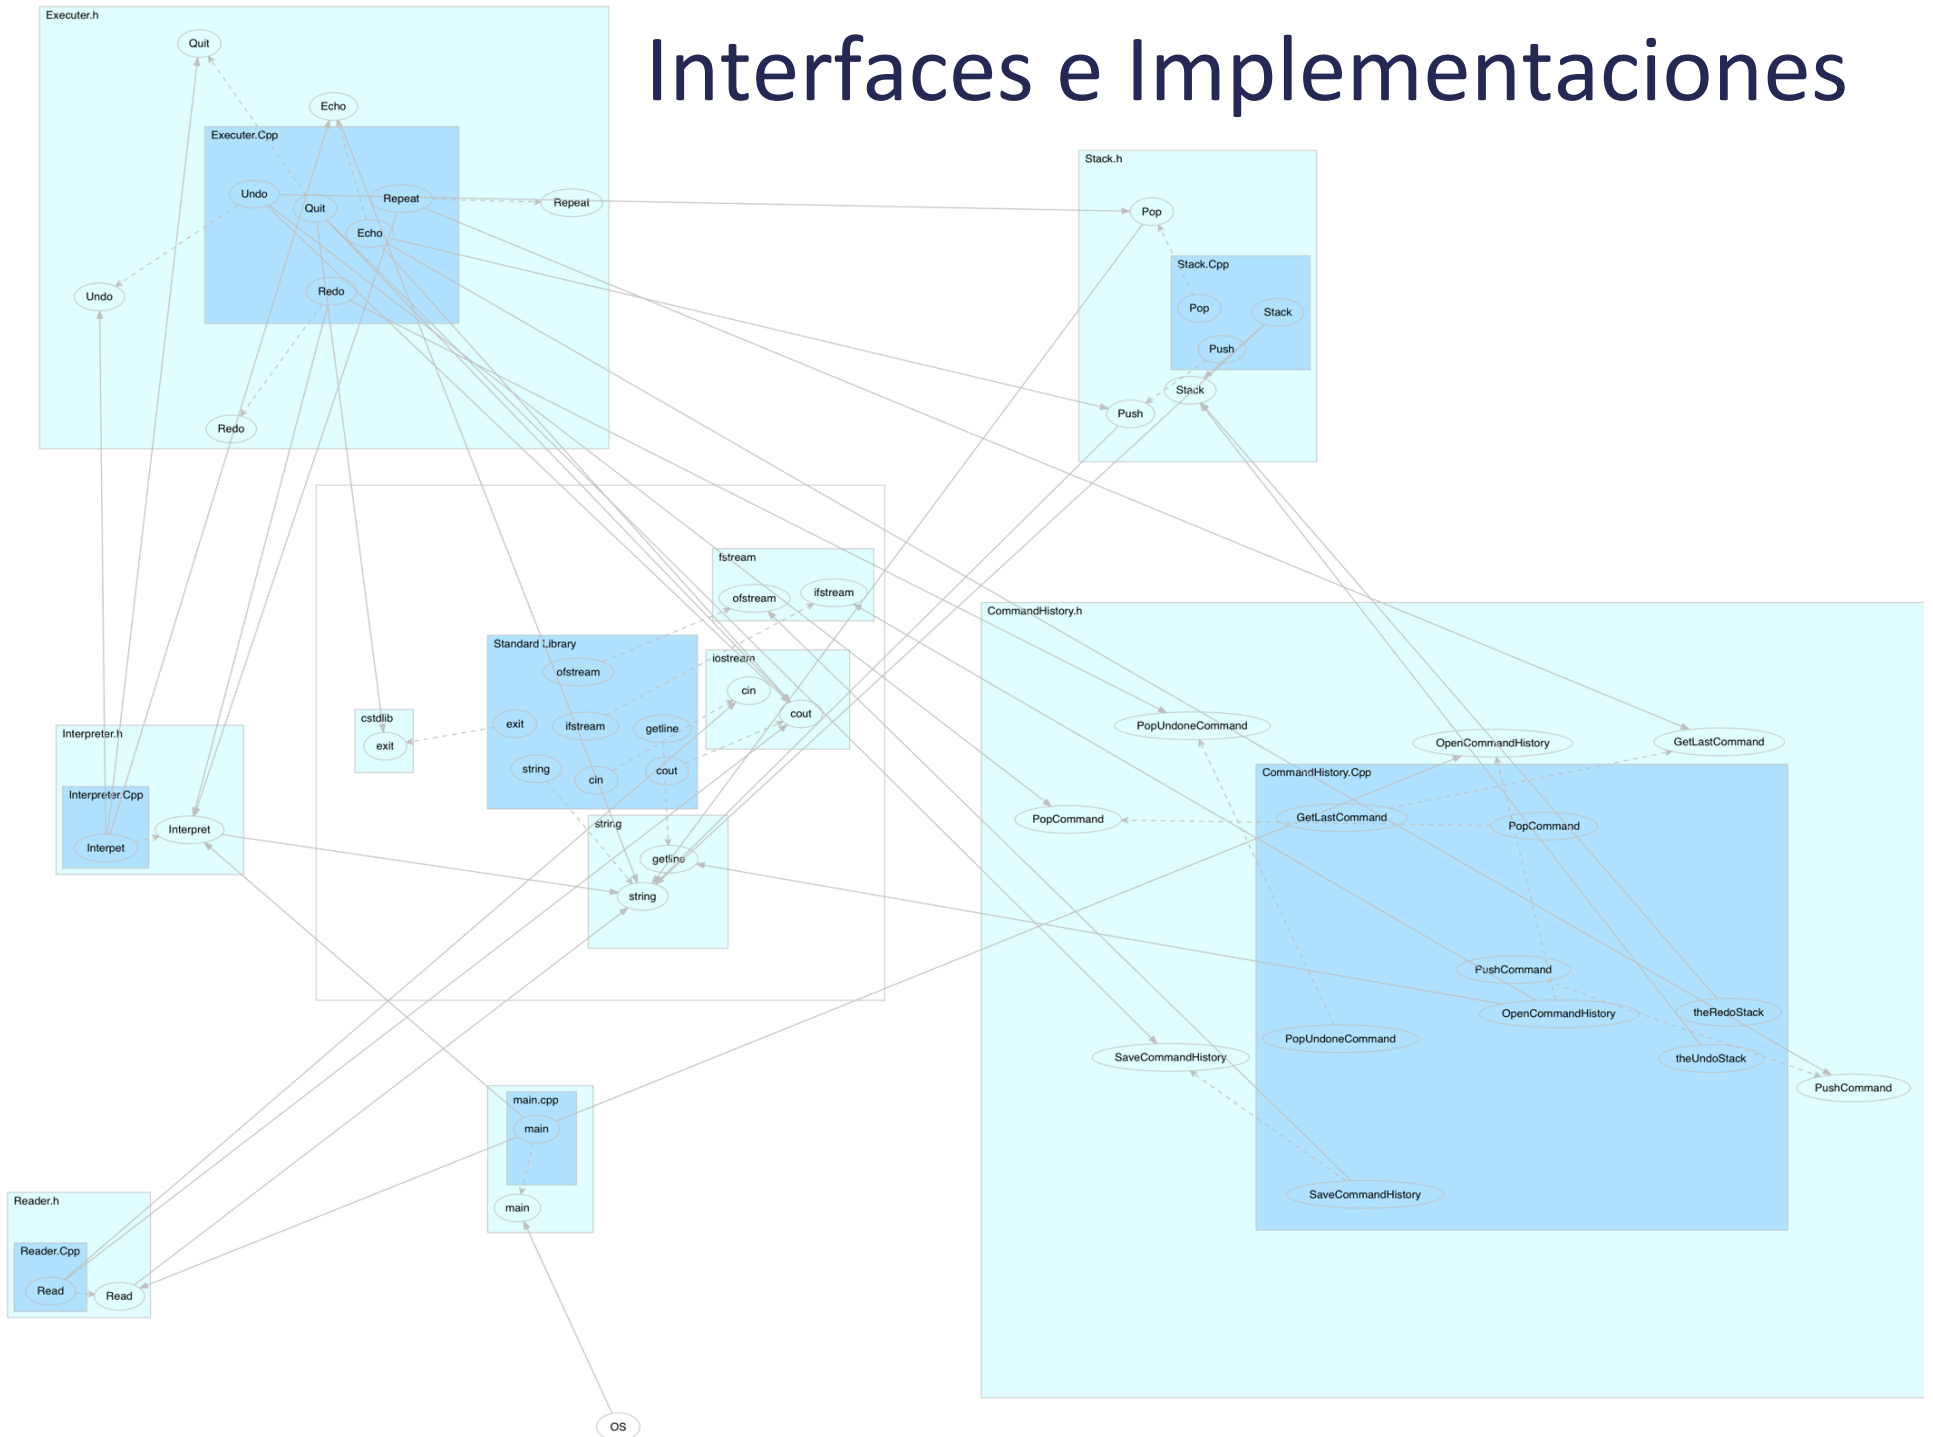 Interfaces e Implementaciones
Executer.h
Quit
Echo
Executer.Cpp
Undo
Quit
Repeat
Echo
Redo
Repeat
Undo
Redo
Stack.h
Pop
Stack.Cpp
Pop
Stack
Push
Stack
Push
fstream
ofstream
ifstream
Standard Library
ofstream
exit
ifstream
getline
string
cin
cout
iostream
cin
cout
cstdlib
exit
string
getline
string
Interpreter.h
Interpreter.Cpp
Interpet
Interpret
CommandHistory.h
PopUndoneCommand
OpenCommandHistory
GetLastCommand
CommandHistory.Cpp
PopCommand
GetLastCommand
PopCommand
PushCommand
OpenCommandHistory
theRedoStack
PopUndoneCommand
theUndoStack
SaveCommandHistory
PushCommand
SaveCommandHistory
main.cpp
main
main
Reader.h
Reader.Cpp
Read
Read
OS